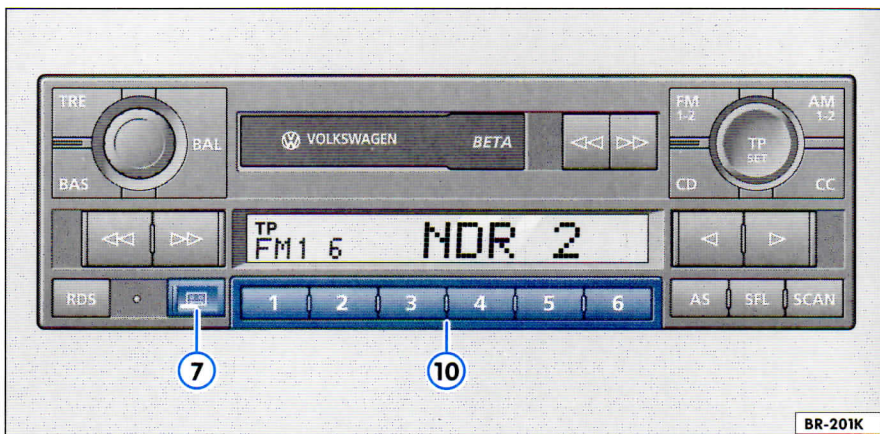 TRE
BAL
BAS
VOLKSWAGEN BETA
FM 1-2
AM 1-2
TP SET
CD
CC
TP
FM1 6 NDR 2
RDS
1 2 3 4 5 6
AS SFL SCAN
7
10
BR-201K